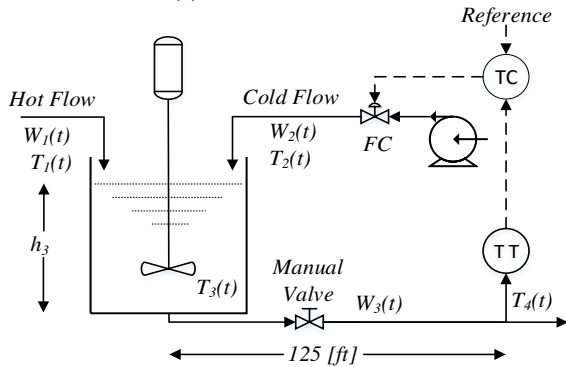 Reference
TC
Hot Flow
Cold Flow
W1(t)
T1(t)
W2(t)
T2(t)
FC
h3
T3(t)
Manual
Valve
W3(t)
TT
T4(t)
125 [ft]